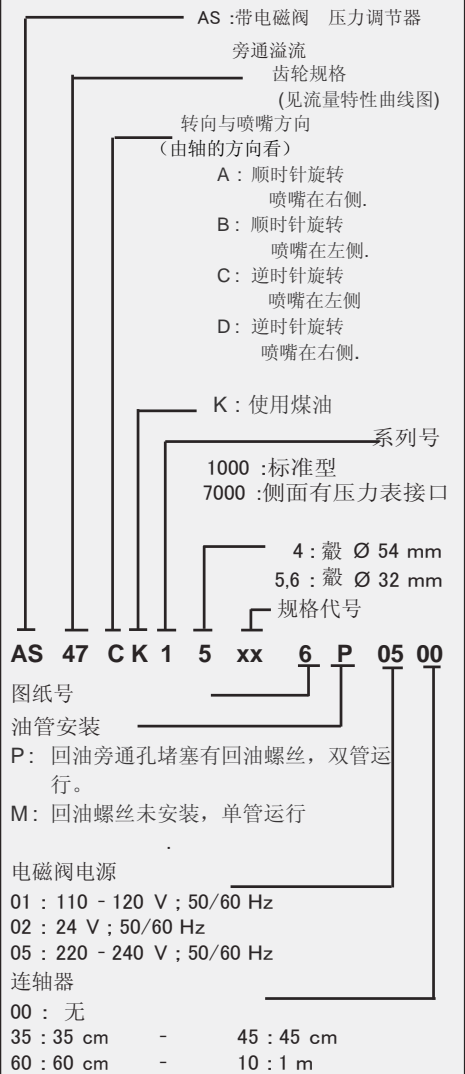 AS :带电磁阀 压力调节器
旁通溢流
齿轮规格
(见流量特性曲线图)
转向与喷嘴方向
（由轴的方向看）
A : 顺时针旋转
喷嘴在右侧.
B : 顺时针旋转
喷嘴在左侧.
C : 逆时针旋转
喷嘴在左侧
D : 逆时针旋转
喷嘴在右侧.
K : 使用煤油
系列号
1000 :标准型
7000 :侧面有压力表接口
4 : 毂 Ø 54 mm
5,6 : 毂 Ø 32 mm
规格代号
AS 47 C K 1 5 xx 6 P 05 00
图纸号
油管安装
P : 回油旁通孔堵塞有回油螺丝，双管运
行。
M : 回油螺丝未安装，单管运行
.
电磁阀电源
01 : 110 - 120 V ; 50/60 Hz
02 : 24 V ; 50/60 Hz
05 : 220 - 240 V ; 50/60 Hz
连轴器
00 : 无
35 : 35 cm - 45 : 45 cm
60 : 60 cm - 10 : 1 m